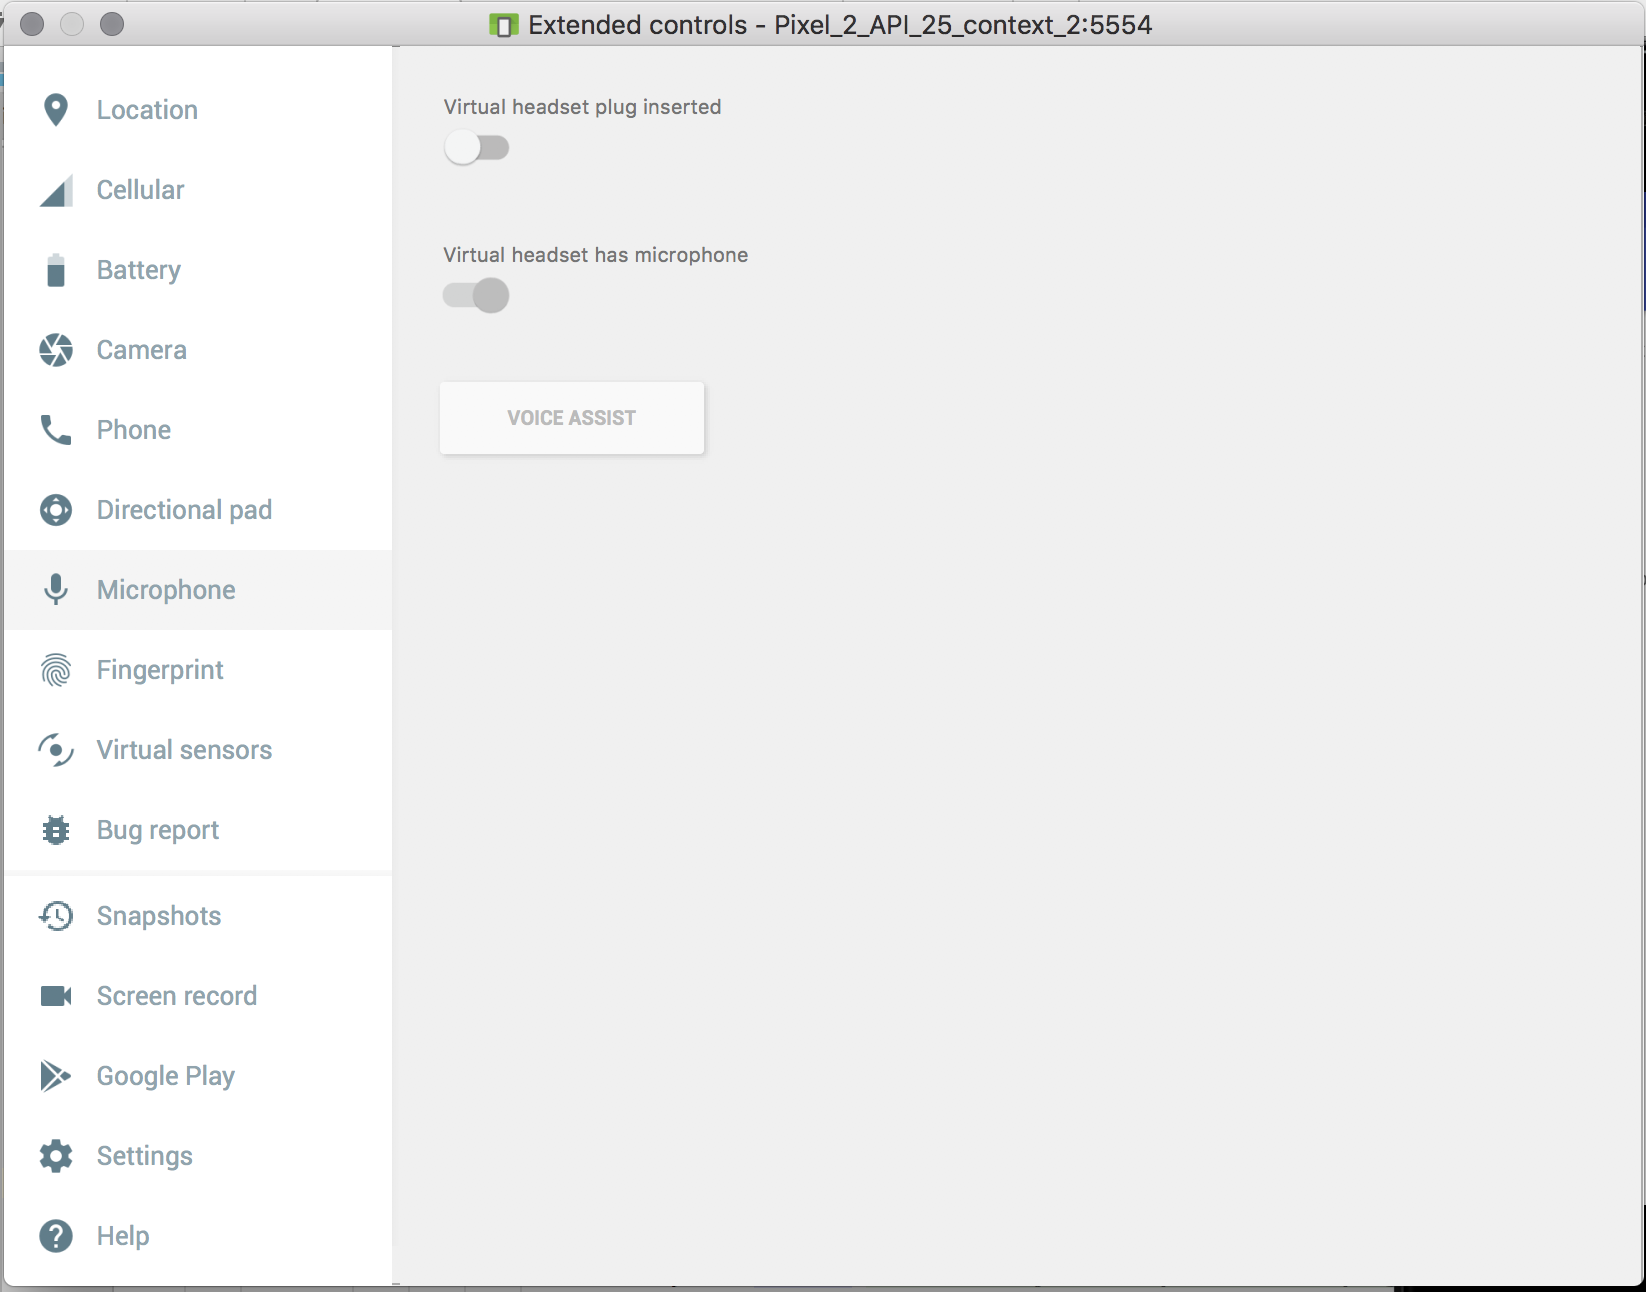 Extended controls - Pixel_2_API_25_context_2:5554
Location
Cellular
Battery
Camera
Phone
Directional pad
Microphone
Fingerprint
Virtual sensors
Bug report
Snapshots
Screen record
Google Play
Settings
Help
Virtual headset plug inserted
Virtual headset has microphone
VOICE ASSIST